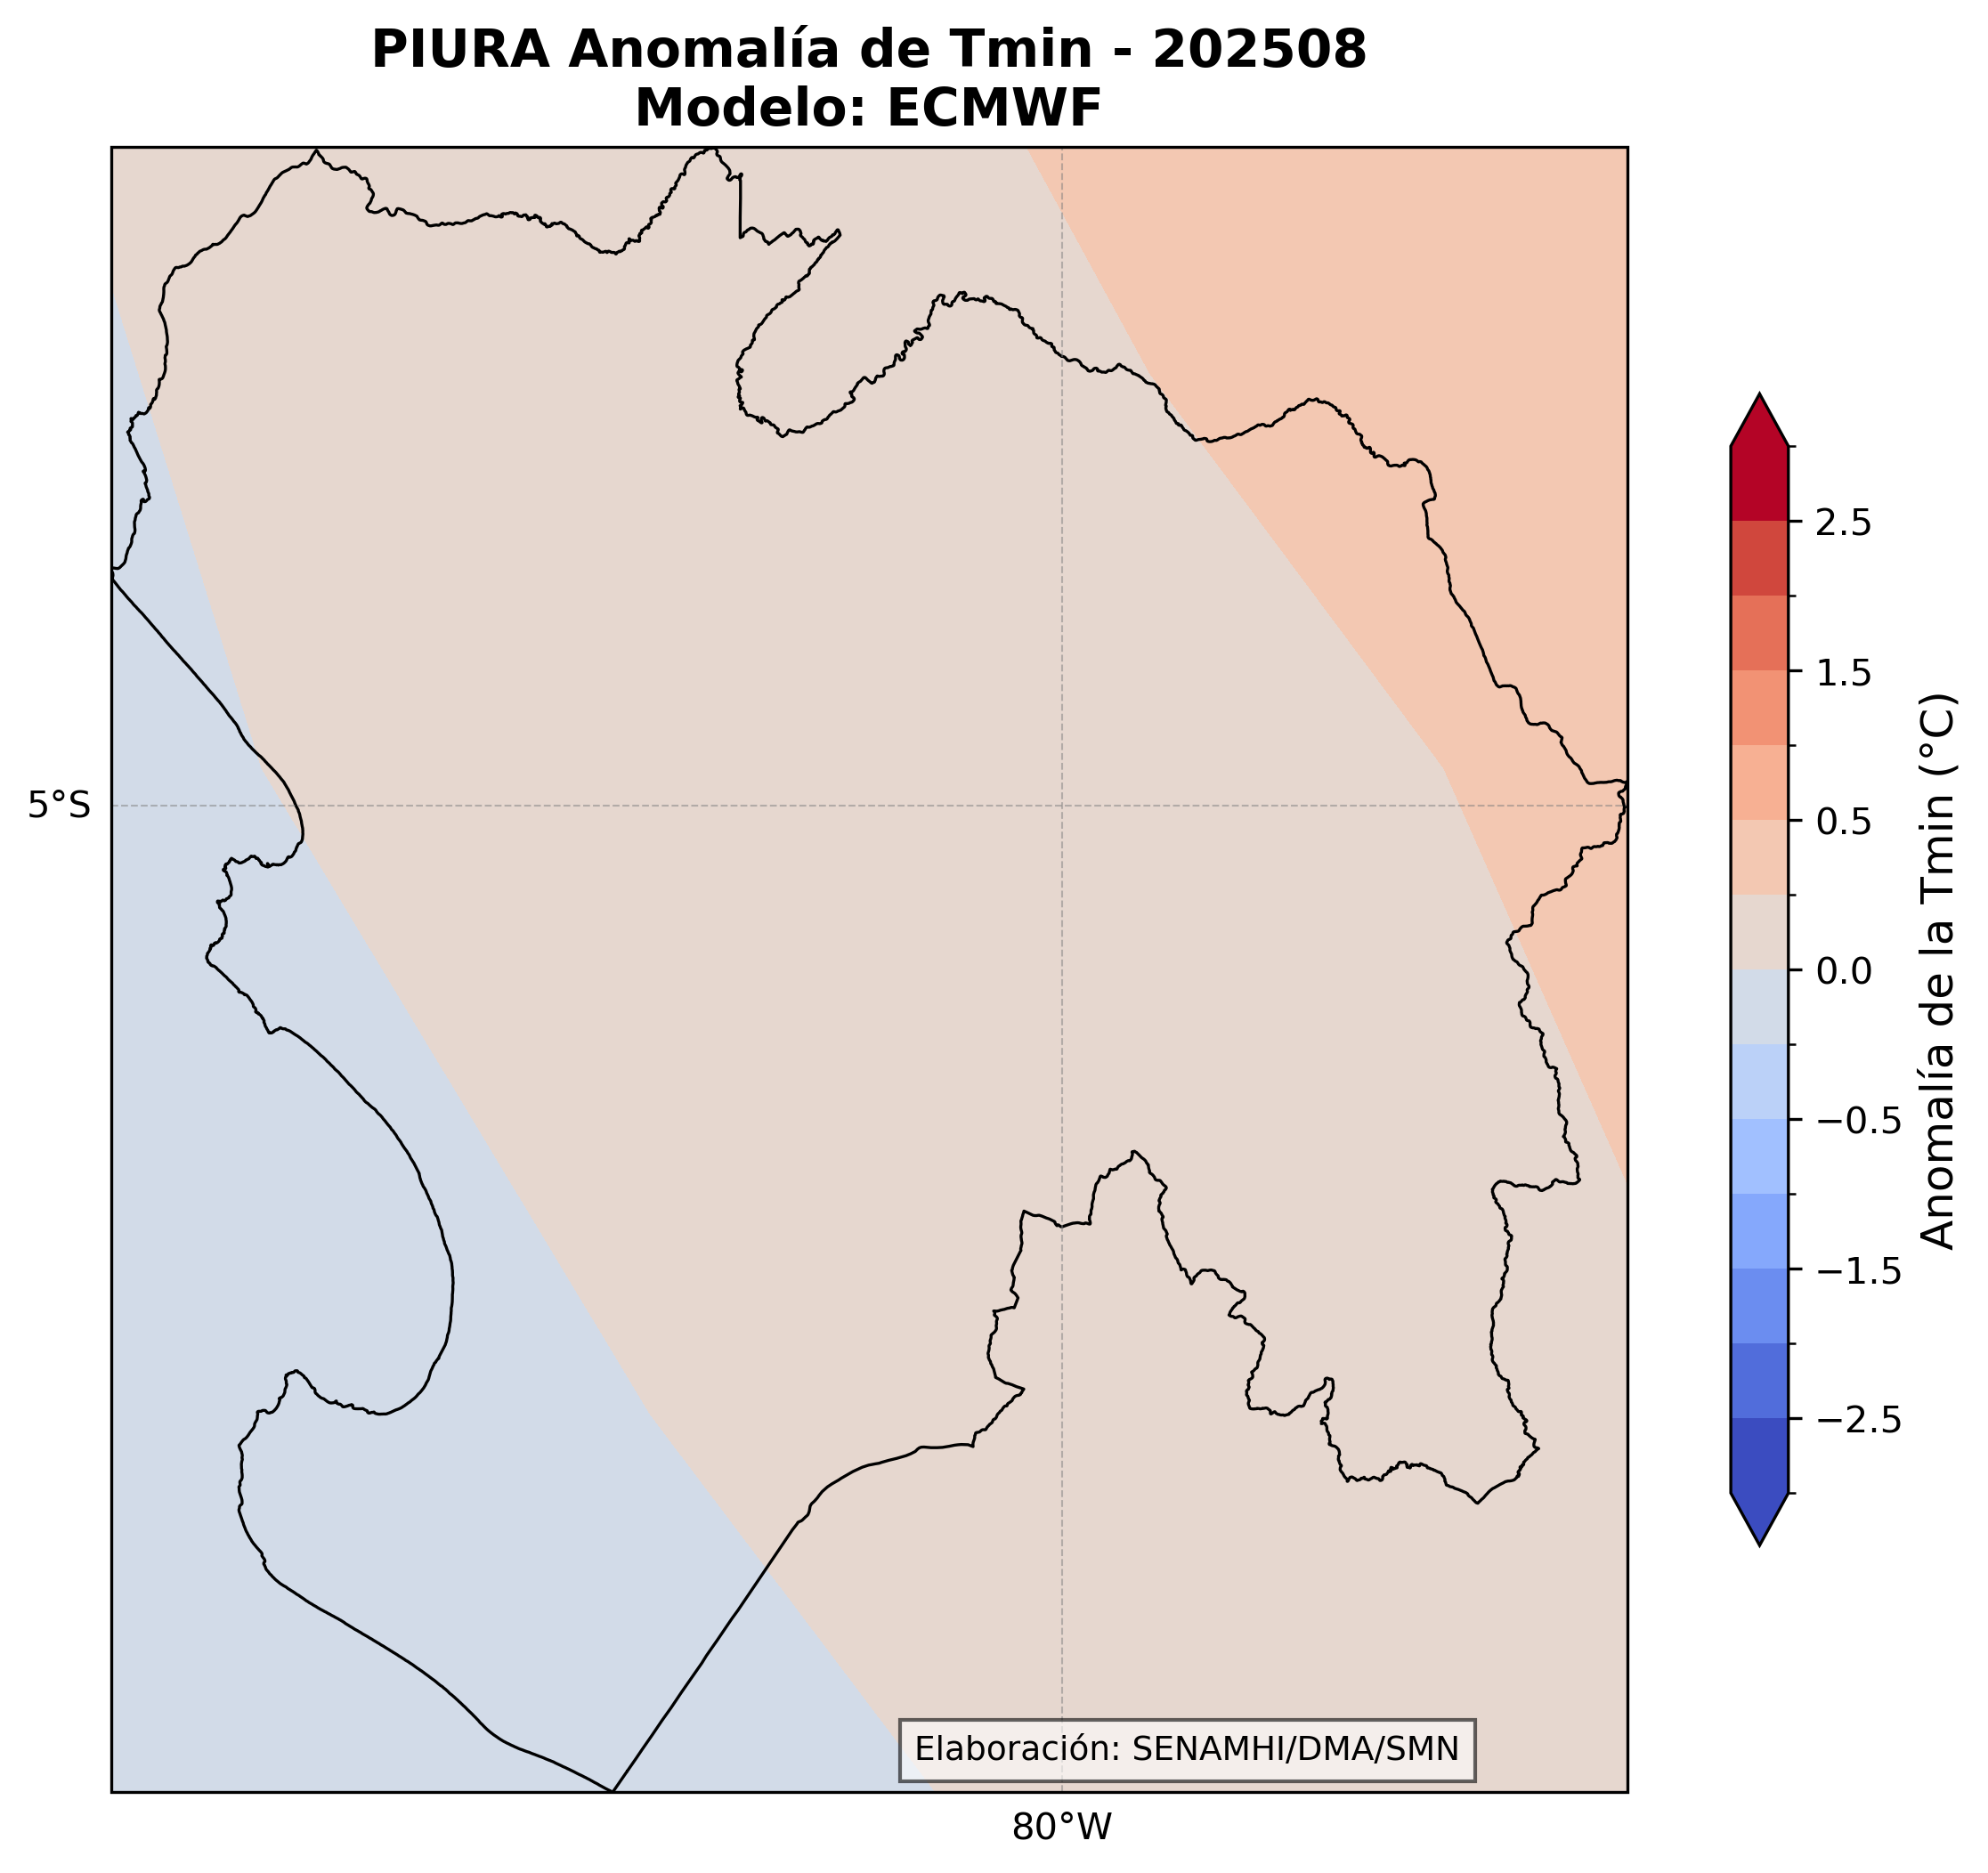 PIURA Anomalía de Tmin - 202508
Modelo: ECMWF
5°S
80°W
Elaboración: SENAMHI/DMA/SMN
2.5
1.5
0.5
0.0
−0.5
−1.5
−2.5
Anomalía de la Tmin (°C)